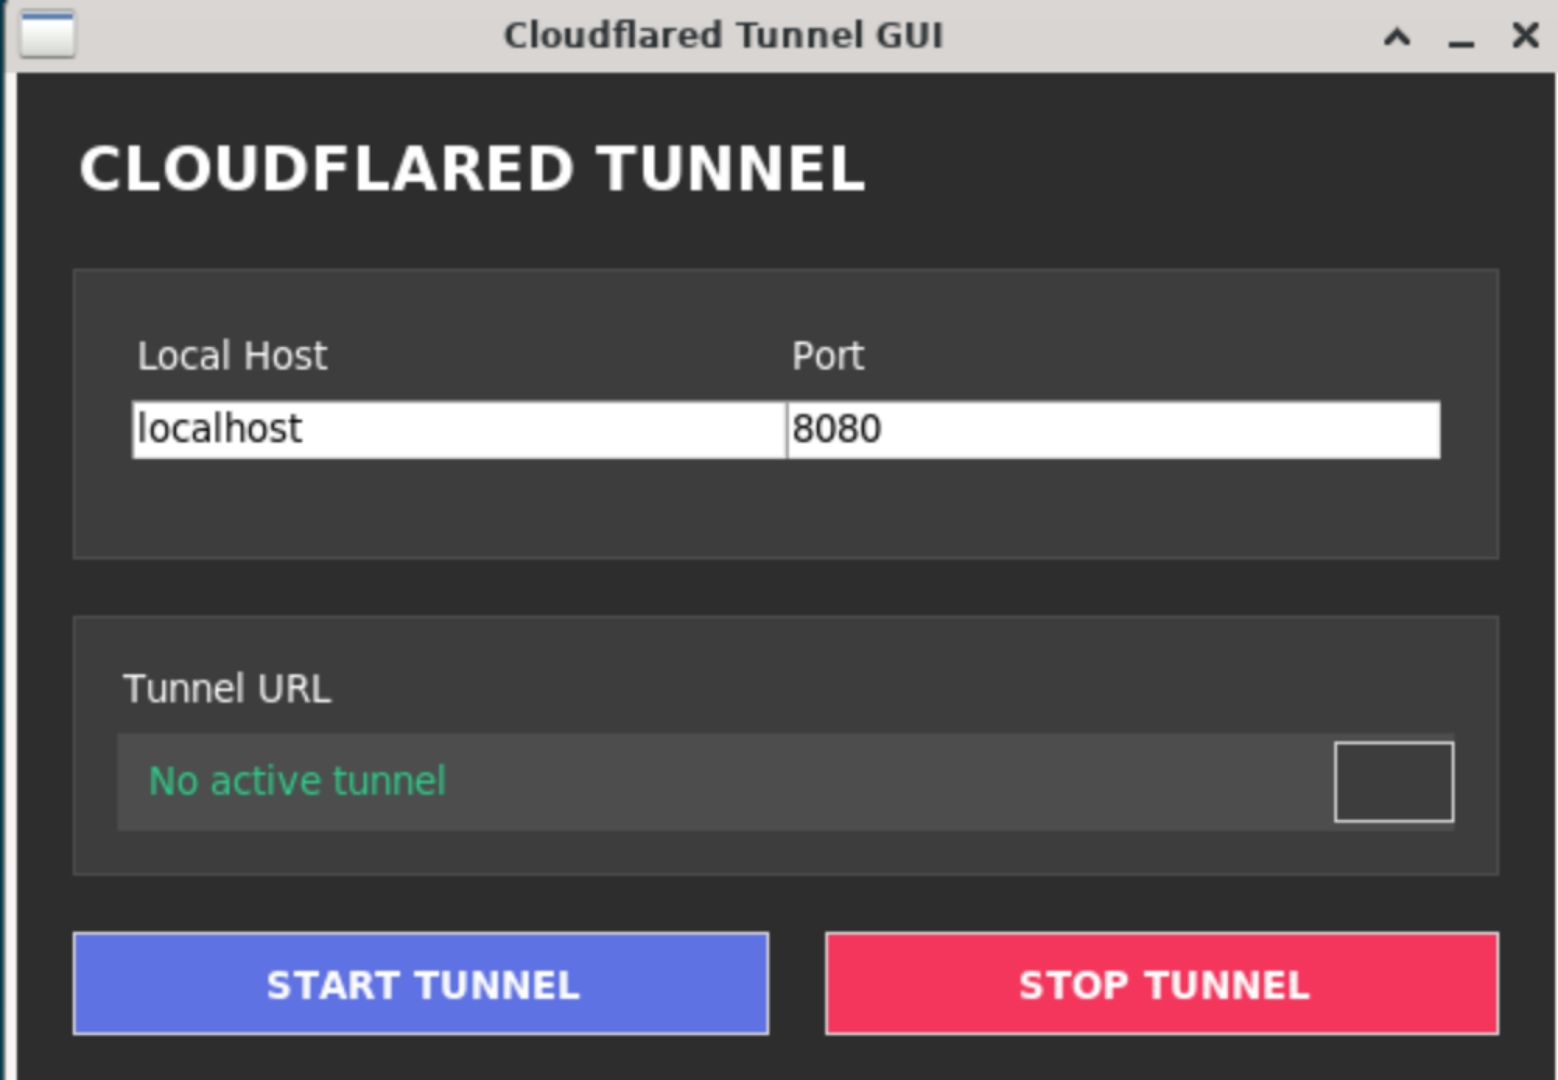 Cloudflared Tunnel GUI
CLOUDFLARED TUNNEL
Local Host Port
localhost 8080
Tunnel URL
No active tunnel
START TUNNEL STOP TUNNEL